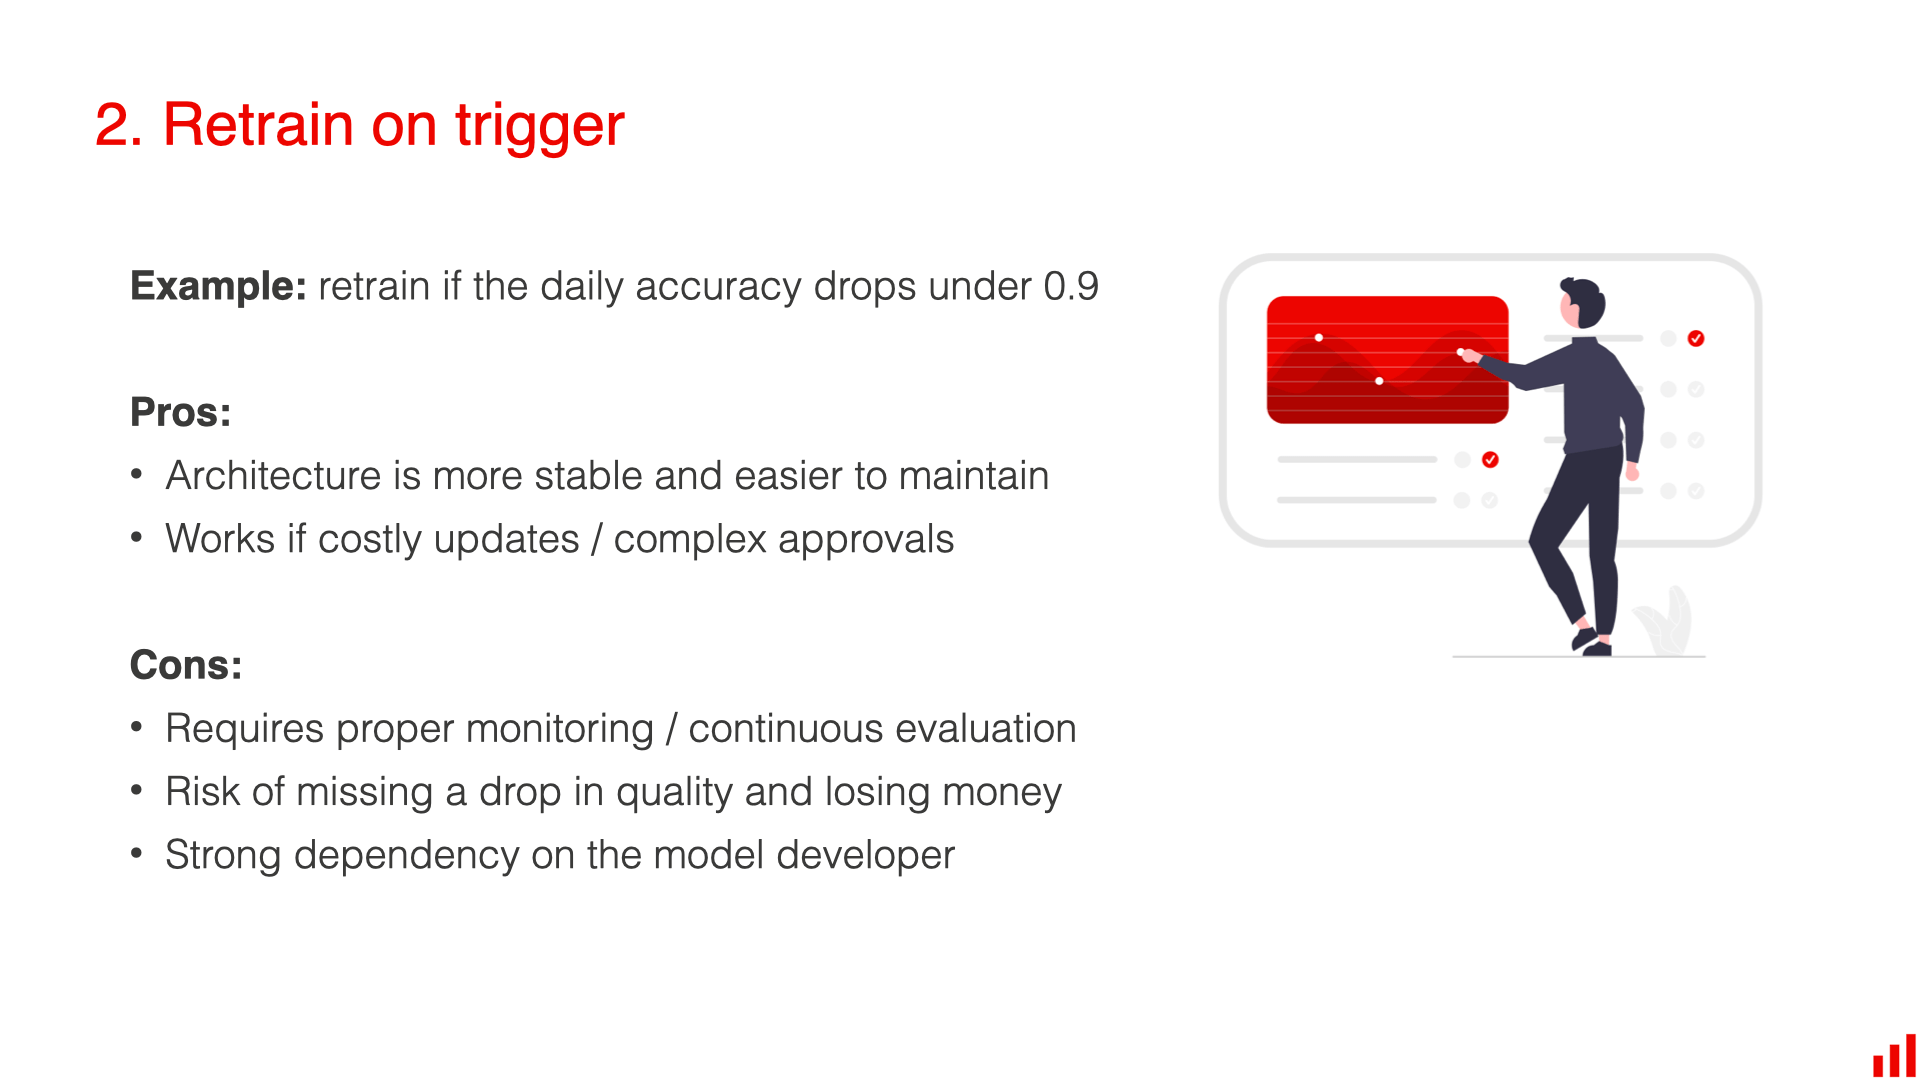 2. Retrain on trigger
Example: retrain if the daily accuracy drops under 0.9
Pros:
• Architecture is more stable and easier to maintain
• Works if costly updates / complex approvals
Cons:
• Requires proper monitoring / continuous evaluation
• Risk of missing a drop in quality and losing money
• Strong dependency on the model developer